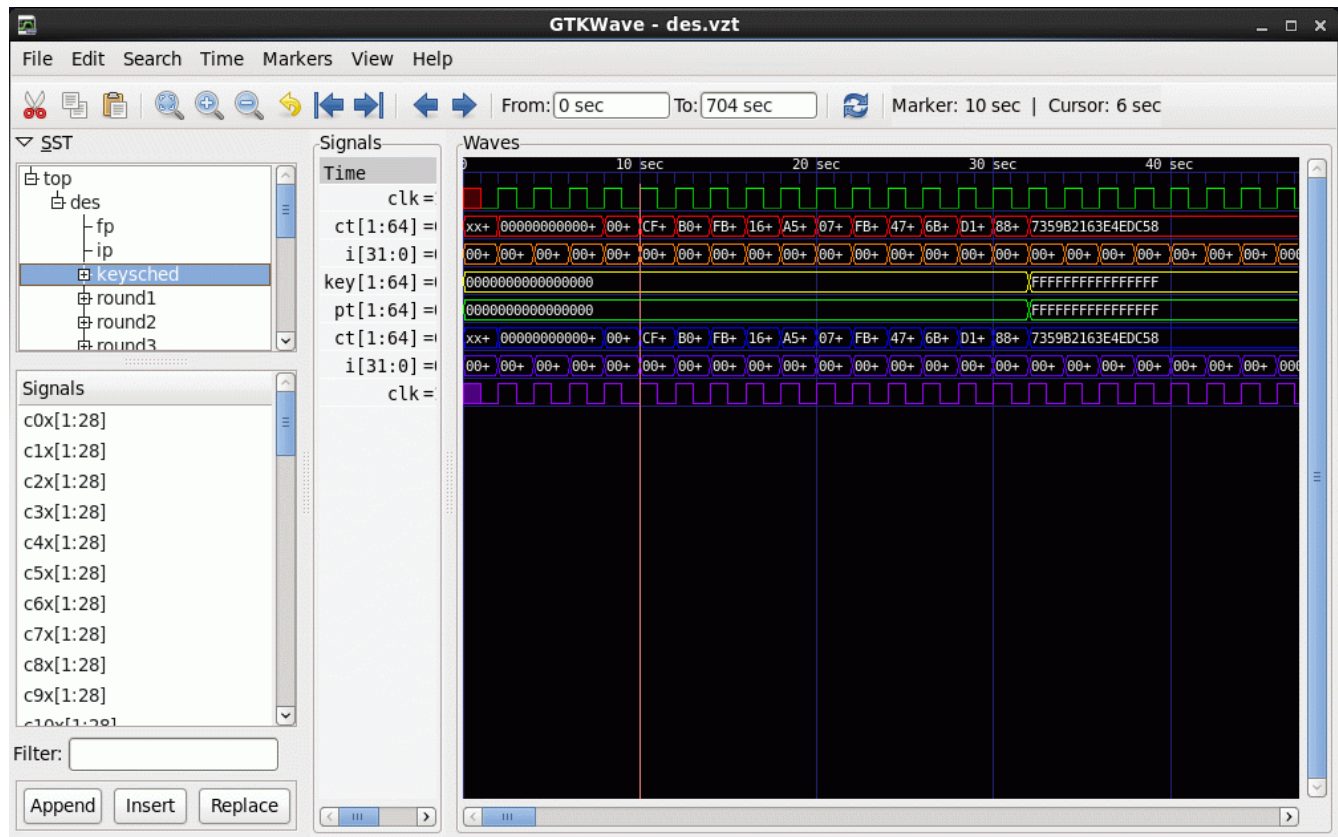 GTKWave - des.vzt
File Edit Search Time Markers View Help
From: 0 sec To: 704 sec Marker: 10 sec | Cursor: 6 sec
SST
top
des
fp
ip
keysched
round1
round2
round3
Signals
c0x[1:28]
c1x[1:28]
c2x[1:28]
c3x[1:28]
c4x[1:28]
c5x[1:28]
c6x[1:28]
c7x[1:28]
c8x[1:28]
c9x[1:28]
c10x[1:28]
Filter:
Append Insert Replace
Signals
Time
clk =
ct[1:64] =
i[31:0] =
key[1:64] =
pt[1:64] =
ct[1:64] =
i[31:0] =
clk =
Waves
0 10 sec 20 sec 30 sec 40 sec
xx+ 00000000000+ 00+ CF+ B0+ FB+ 16+ A5+ 07+ FB+ 47+ 6B+ D1+ 88+ 7359B2163E4EDC58
00+ 00+ 00+ 00+ 00+ 00+ 00+ 00+ 00+ 00+ 00+ 00+ 00+ 00+ 00+ 00+ 00+ 00+ 00+ 00+ 00+ 00+ 00+ 000
0000000000000000 FFFFFFFFFFFFFFFF
0000000000000000 FFFFFFFFFFFFFFFF
xx+ 00000000000+ 00+ CF+ B0+ FB+ 16+ A5+ 07+ FB+ 47+ 6B+ D1+ 88+ 7359B2163E4EDC58
00+ 00+ 00+ 00+ 00+ 00+ 00+ 00+ 00+ 00+ 00+ 00+ 00+ 00+ 00+ 00+ 00+ 00+ 00+ 00+ 00+ 00+ 00+ 000